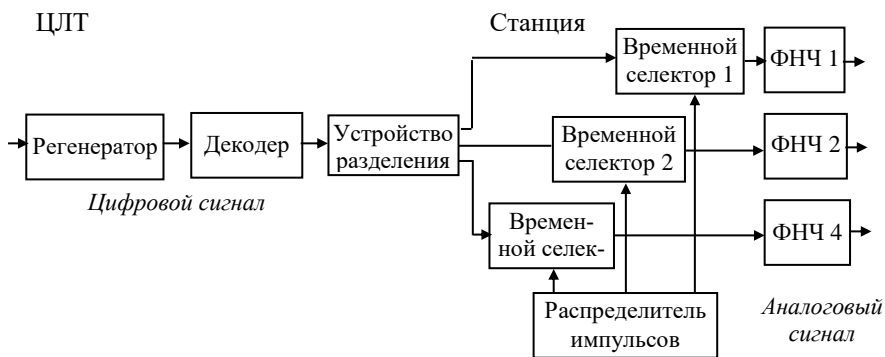 ЦЛТ
Станция
Временной
селектор 1
ФНЧ 1
Регенератор
Декодер
Устройство
разделения
Временной
селектор 2
ФНЧ 2
Цифровой сигнал
Времен-
ной селек-
ФНЧ 4
Распределитель
импульсов
Аналоговый
сигнал